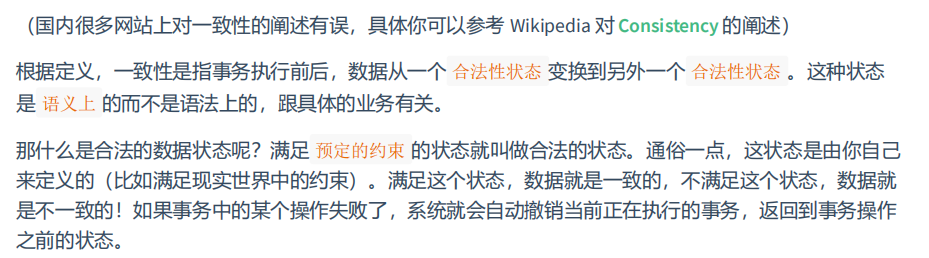 （国内很多网站上对一致性的阐述有误，具体你可以参考 Wikipedia 对 Consistency 的阐述）
根据定义，一致性是指事务执行前后，数据从一个 合法性状态 变换到另外一个 合法性状态 。这种状态
是 语义上 的而不是语法上的，跟具体的业务有关。
那什么是合法的数据状态呢？满足 预定的约束 的状态就叫做合法的状态。通俗一点，这状态是由你自己
来定义的（比如满足现实世界中的约束）。满足这个状态，数据就是一致的，不满足这个状态，数据就
是不一致的！如果事务中的某个操作失败了，系统就会自动撤销当前正在执行的事务，返回到事务操作
之前的状态。